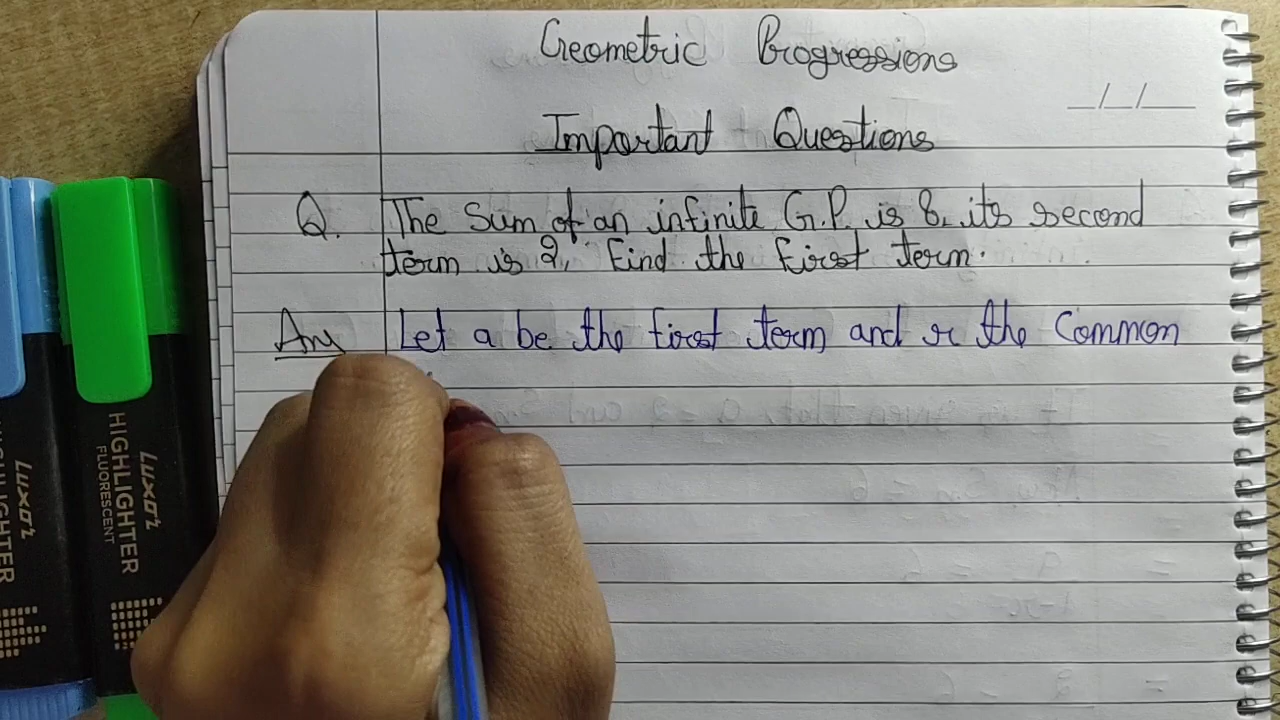 Geometric Progressions
Important Questions
Q. The Sum of an infinite G.P. is 8, its second
term is 2, Find the first term.
Ans Let a be the first term and r the Common
Luxor
HIGHLIGHTER
HIGHLIGHTER
FLUORESCENT
Luxor